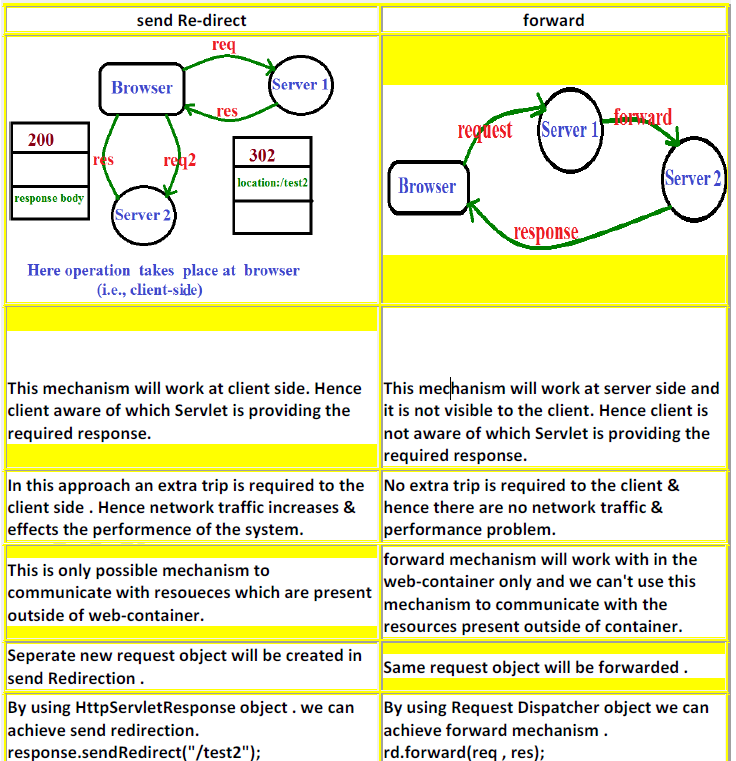 send Re-direct
forward
req
Browser
Server 1
res
200
res
req2
302
response body
location:/test2
Server 2
Here operation takes place at browser
(i.e., client-side)
request
Server 1
forward
Browser
Server 2
response
This mechanism will work at client side. Hence
client aware of which Servlet is providing the
required response.
This mechanism will work at server side and
it is not visible to the client. Hence client is
not aware of which Servlet is providing the
required response.
In this approach an extra trip is required to the
client side . Hence network traffic increases &
effects the performence of the system.
No extra trip is required to the client &
hence there are no network traffic &
performance problem.
This is only possible mechanism to
communicate with resoueces which are present
outside of web-container.
forward mechanism will work with in the
web-container only and we can't use this
mechanism to communicate with the
resources present outside of container.
Seperate new request object will be created in
send Redirection .
Same request object will be forwarded .
By using HttpServletResponse object . we can
achieve send redirection.
response.sendRedirect("/test2");
By using Request Dispatcher object we can
achieve forward mechanism .
rd.forward(req , res);